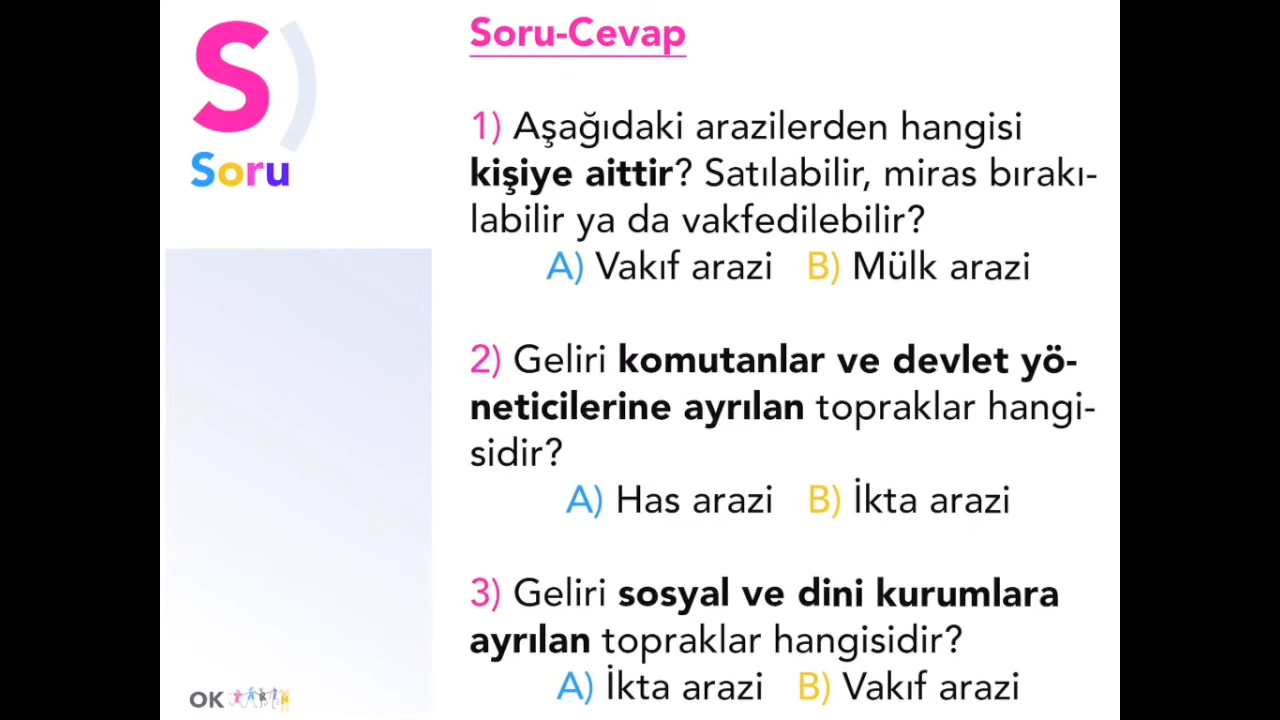 S)
Soru
Soru-Cevap
1) Aşağıdaki arazilerden hangisi
kişiye aittir? Satılabilir, miras bırakı-
labilir ya da vakfedilebilir?
A) Vakıf arazi B) Mülk arazi
2) Geliri komutanlar ve devlet yö-
neticilerine ayrılan topraklar hangi-
sidir?
A) Has arazi B) İkta arazi
3) Geliri sosyal ve dini kurumlara
ayrılan topraklar hangisidir?
A) İkta arazi B) Vakıf arazi
OK